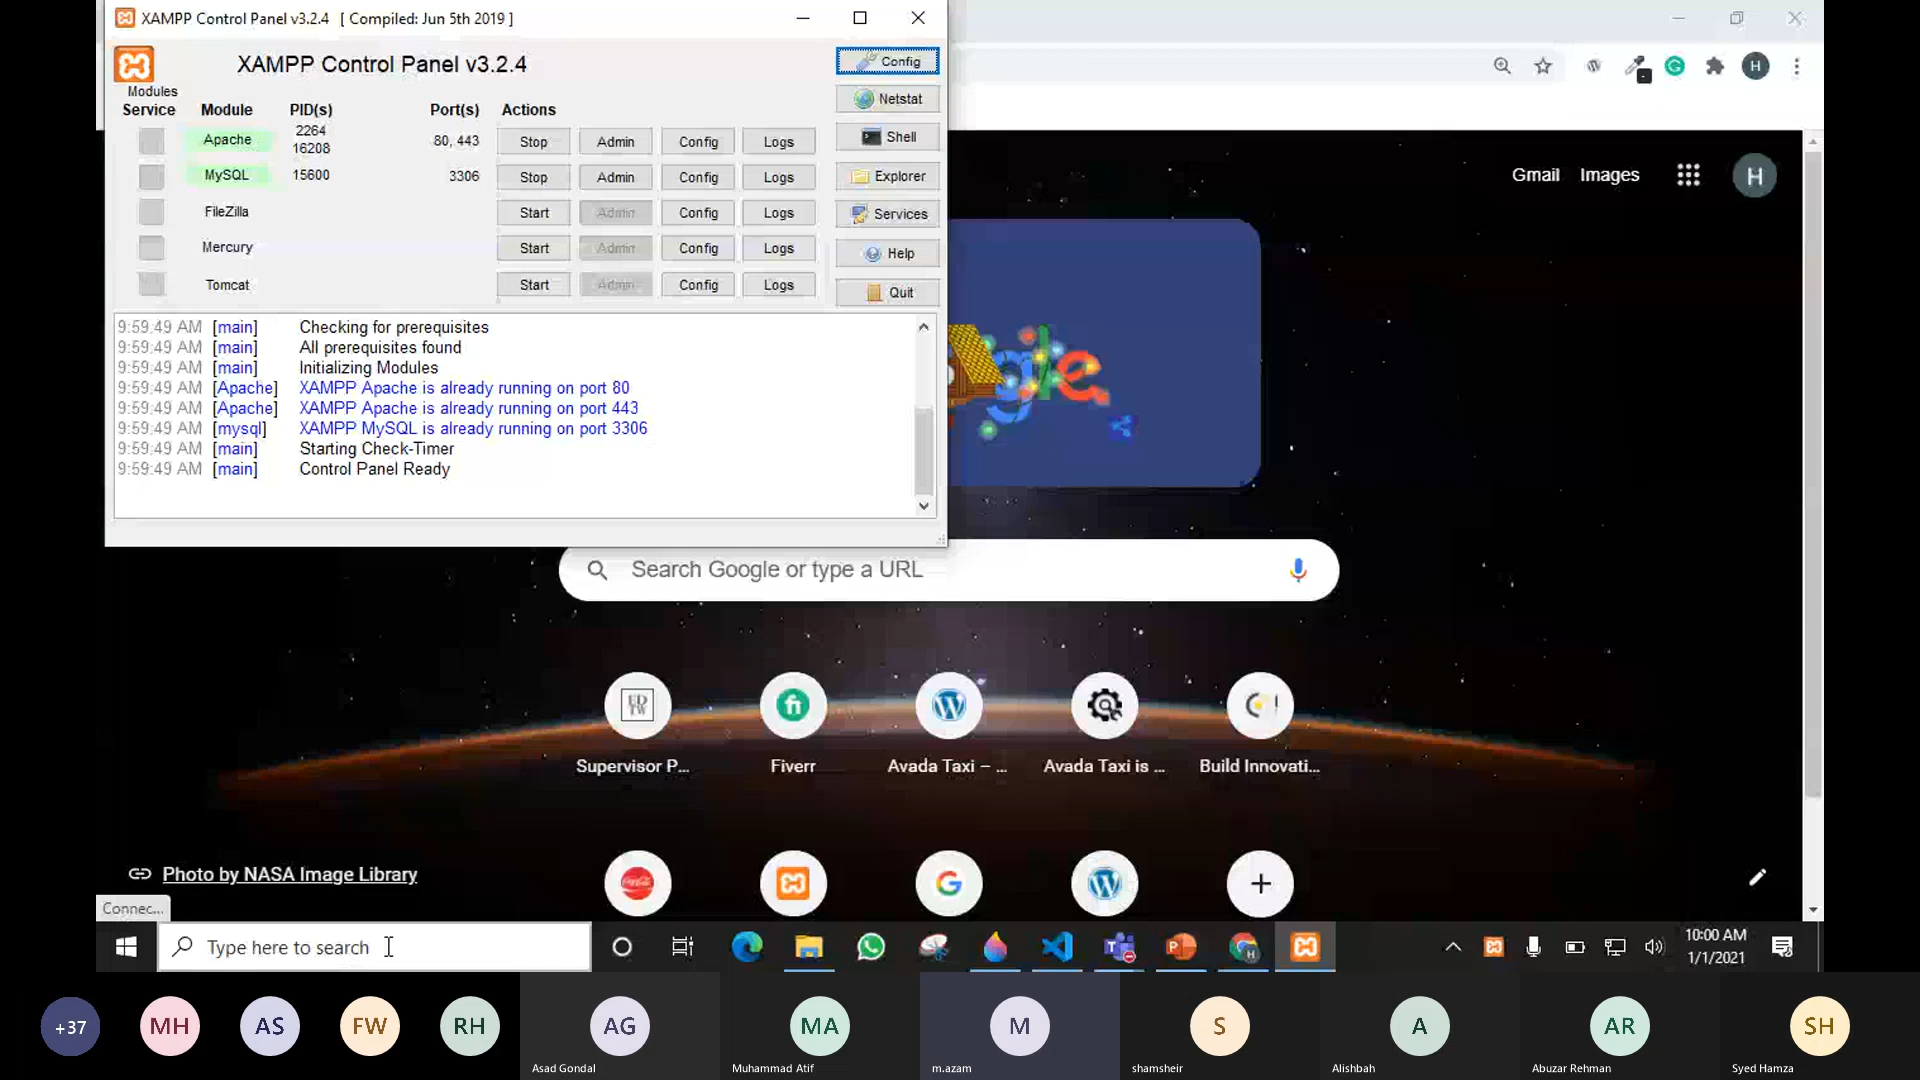 XAMPP Control Panel v3.2.4 [ Compiled: Jun 5th 2019 ]
XAMPP Control Panel v3.2.4
Config
Modules
Service Module PID(s) Port(s) Actions
Netstat
Apache 2264 16208 80, 443 Stop Admin Config Logs
Shell
MySQL 15600 3306 Stop Admin Config Logs
Explorer
FileZilla Start Admin Config Logs
Services
Mercury Start Admin Config Logs
Help
Tomcat Start Admin Config Logs
Quit
9:59:49 AM [main] Checking for prerequisites
9:59:49 AM [main] All prerequisites found
9:59:49 AM [main] Initializing Modules
9:59:49 AM [Apache] XAMPP Apache is already running on port 80
9:59:49 AM [Apache] XAMPP Apache is already running on port 443
9:59:49 AM [mysql] XAMPP MySQL is already running on port 3306
9:59:49 AM [main] Starting Check-Timer
9:59:49 AM [main] Control Panel Ready
H
Gmail Images H
gle
Search Google or type a URL
Supervisor P... Fiverr Avada Taxi – ... Avada Taxi is ... Build Innovati...
Photo by NASA Image Library
Connec...
Type here to search
10:00 AM
1/1/2021
+37 MH AS FW RH AG MA M S A AR SH
Asad Gondal Muhammad Atif m.azam shamsheir Alishbah Abuzar Rehman Syed Hamza